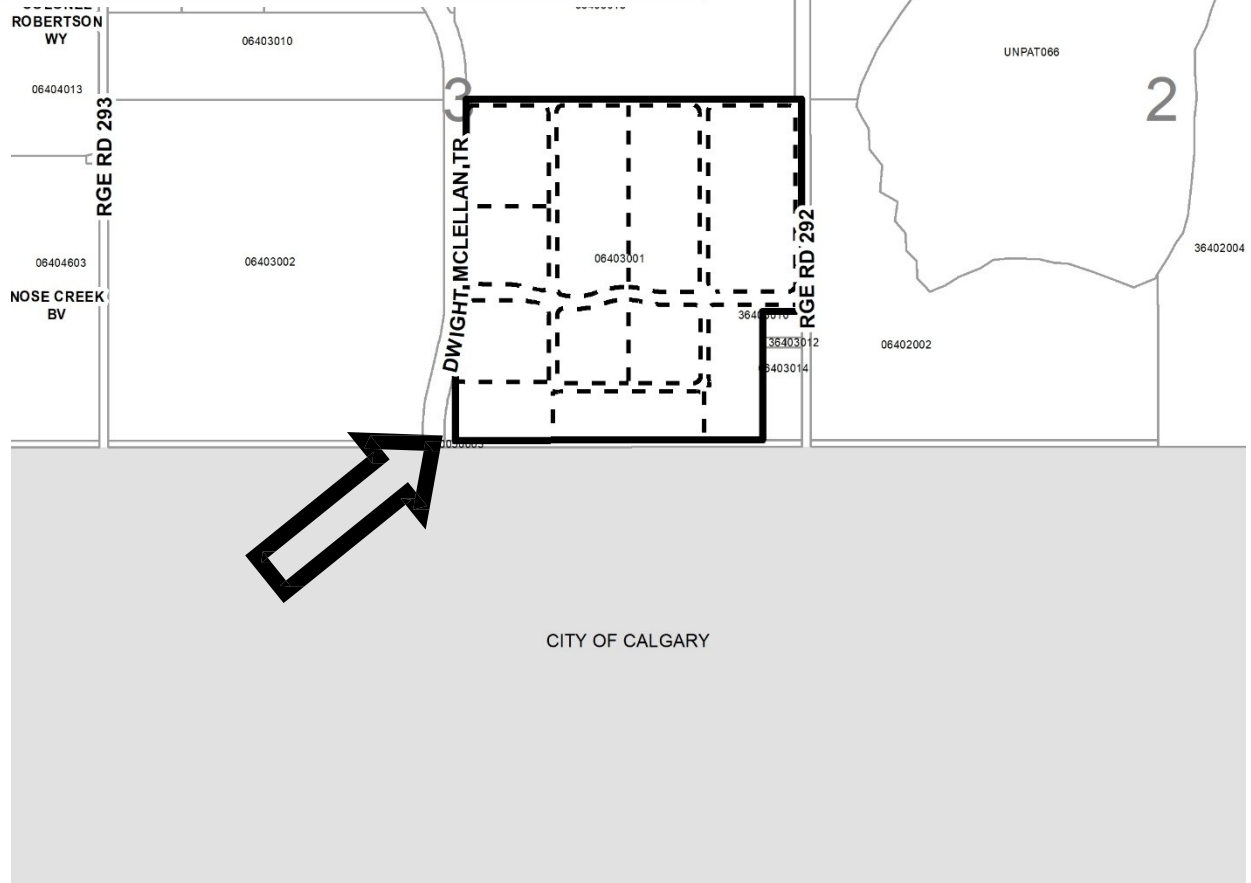 ROBERTSON
WY
06403010
UNPAT066
06404013
3
2
RGE RD 293
DWIGHT MCLELLAN TR
RGE RD 292
36402004
06404603
06403002
06403001
NOSE CREEK
BV
36403012
06402002
CITY OF CALGARY